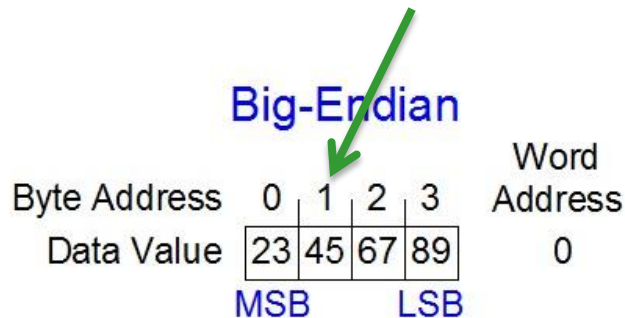 Big-Endian
Word
Byte Address 0 1 2 3 Address
Data Value 23 45 67 89 0
MSB LSB